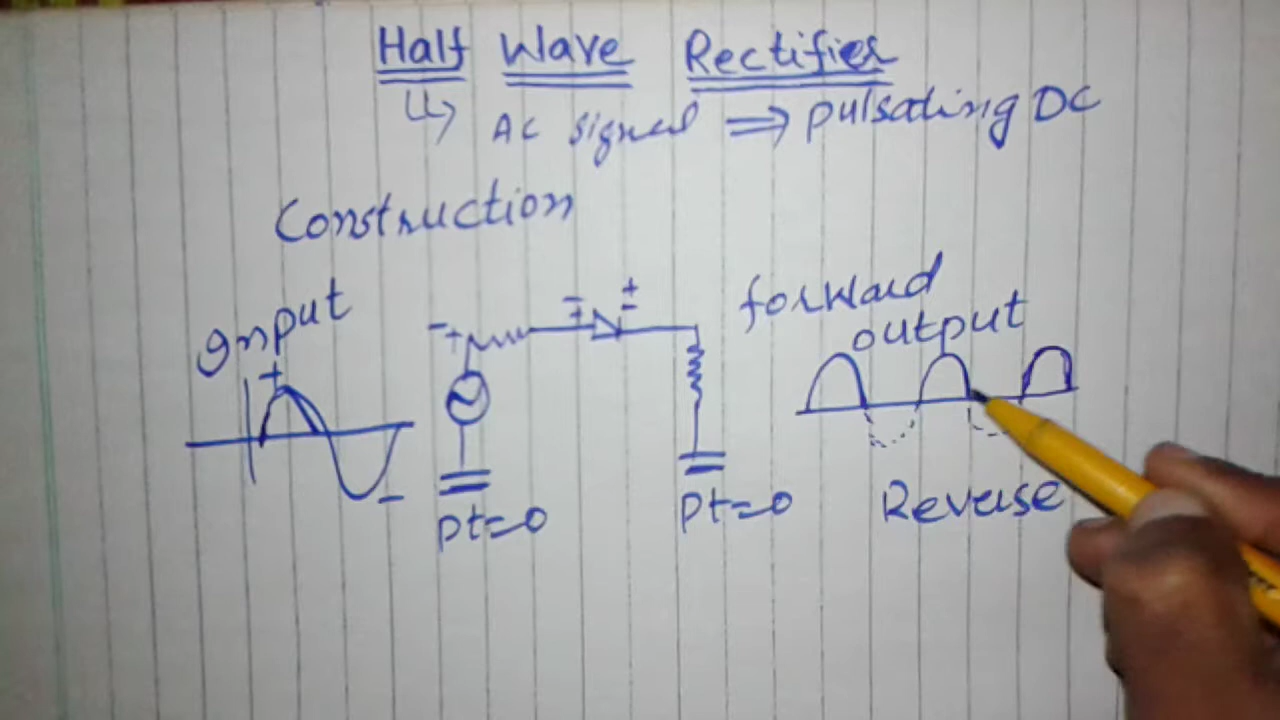 Half Wave Rectifier
↳ AC signal ⇒ pulsating DC
Construction
Input
forward
output
+
-
- +
- +
+ -
Pt=0
Pt=0
Reverse